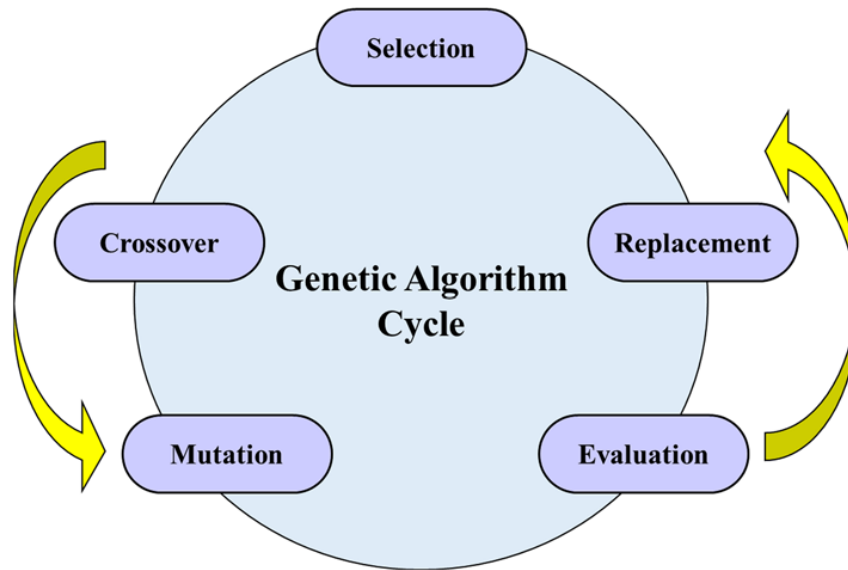 Selection
Crossover
Replacement
Genetic Algorithm
Cycle
Mutation
Evaluation